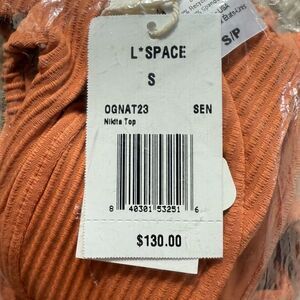 L*SPACE
S
OGNAT23 SEN
Nikita Top
8 40301 53251 6
$130.00
S/P